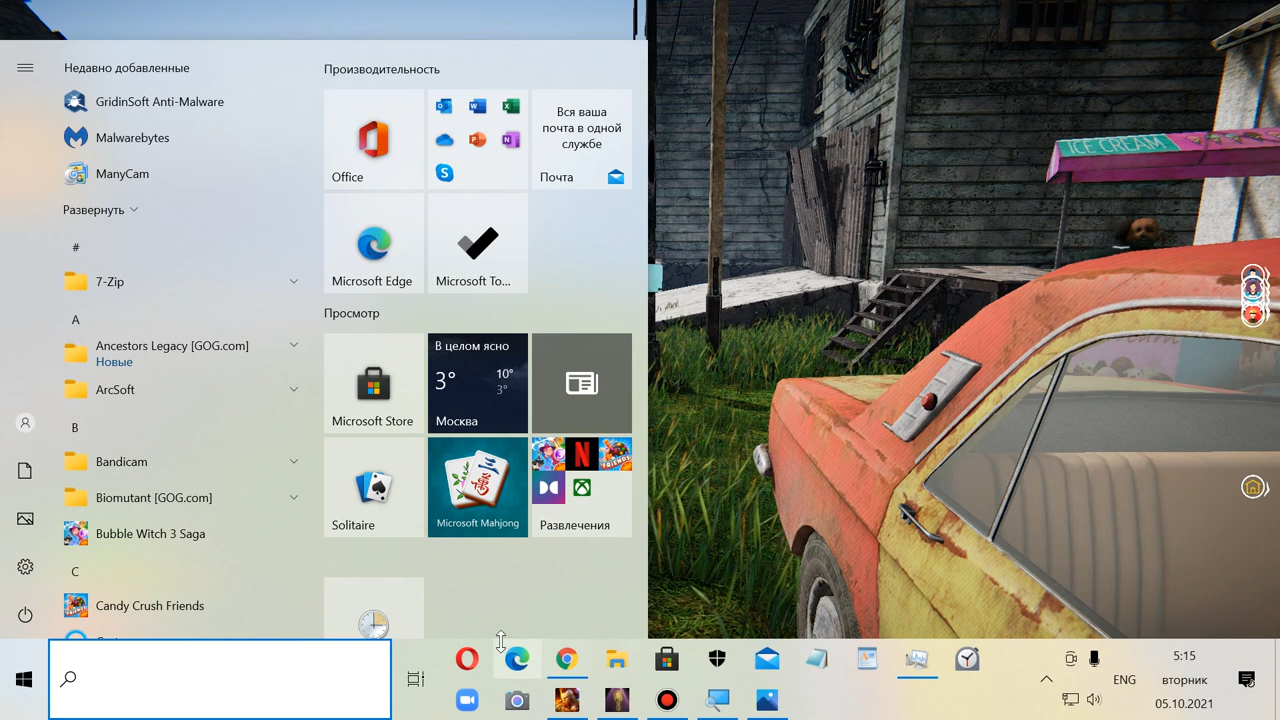 Недавно добавленные
GridinSoft Anti-Malware
Malwarebytes
ManyCam
Развернуть
#
7-Zip
A
Ancestors Legacy [GOG.com]
Новые
ArcSoft
B
Bandicam
Biomutant [GOG.com]
Bubble Witch 3 Saga
C
Candy Crush Friends
Производительность
Office
Вся ваша
почта в одной
службе
Почта
Microsoft Edge
Microsoft To...
Просмотр
Microsoft Store
В целом ясно
3°
10°
3°
Москва
Solitaire
Microsoft Mahjong
Развлечения
ICE CREAM
ENG
5:15
вторник
05.10.2021